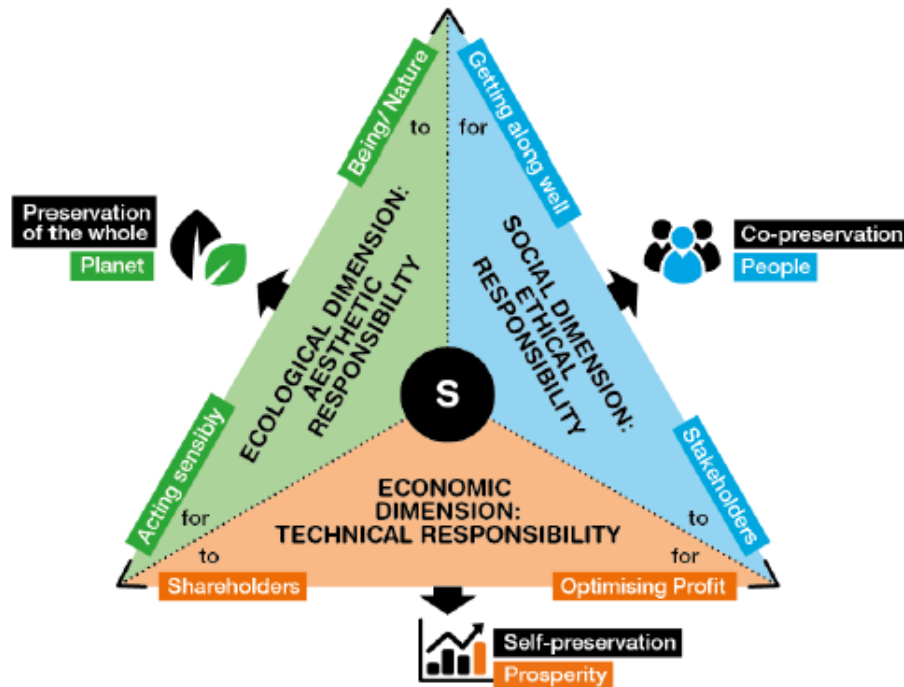 Being/ Nature
to
for
Getting along well
Preservation
of the whole
Planet
Co-preservation
People
ECOLOGICAL DIMENSION:
AESTHETIC
RESPONSIBILITY
SOCIAL DIMENSION:
ETHICAL
RESPONSIBILITY
S
Acting sensibly
for
to
Stakeholders
to
for
ECONOMIC
DIMENSION:
TECHNICAL RESPONSIBILITY
Shareholders
Optimising Profit
Self-preservation
Prosperity